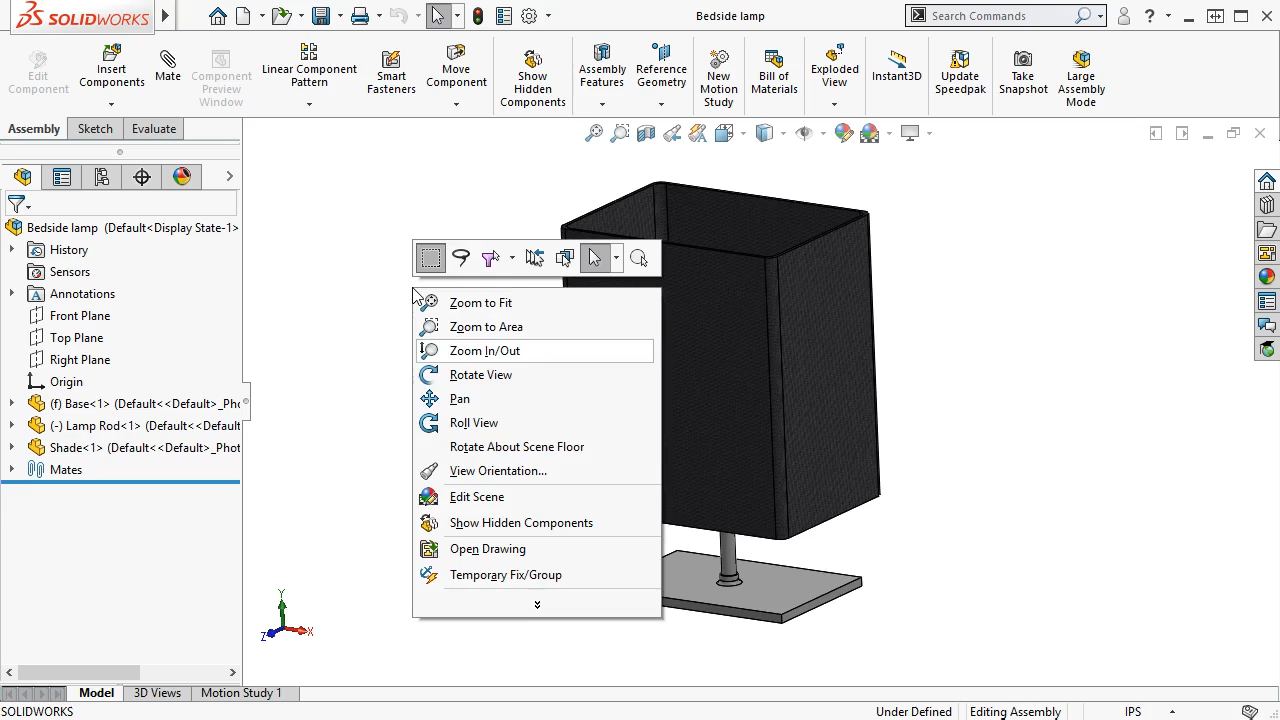 SOLIDWORKS
Bedside lamp
Search Commands
Edit
Component
Insert
Components
Mate
Component
Preview
Window
Linear Component
Pattern
Smart
Fasteners
Move
Component
Show
Hidden
Components
Assembly
Features
Reference
Geometry
New
Motion
Study
Bill of
Materials
Exploded
View
Instant3D
Update
Speedpak
Take
Snapshot
Large
Assembly
Mode
Assembly
Sketch
Evaluate
Bedside lamp (Default<Display State-1>
History
Sensors
Annotations
Front Plane
Top Plane
Right Plane
Origin
(f) Base<1> (Default<<Default>_Pho
(-) Lamp Rod<1> (Default<<Default
Shade<1> (Default<<Default>_Phot
Mates
Zoom to Fit
Zoom to Area
Zoom In/Out
Rotate View
Pan
Roll View
Rotate About Scene Floor
View Orientation...
Edit Scene
Show Hidden Components
Open Drawing
Temporary Fix/Group
Y
Z
X
Model
3D Views
Motion Study 1
SOLIDWORKS
Under Defined
Editing Assembly
IPS